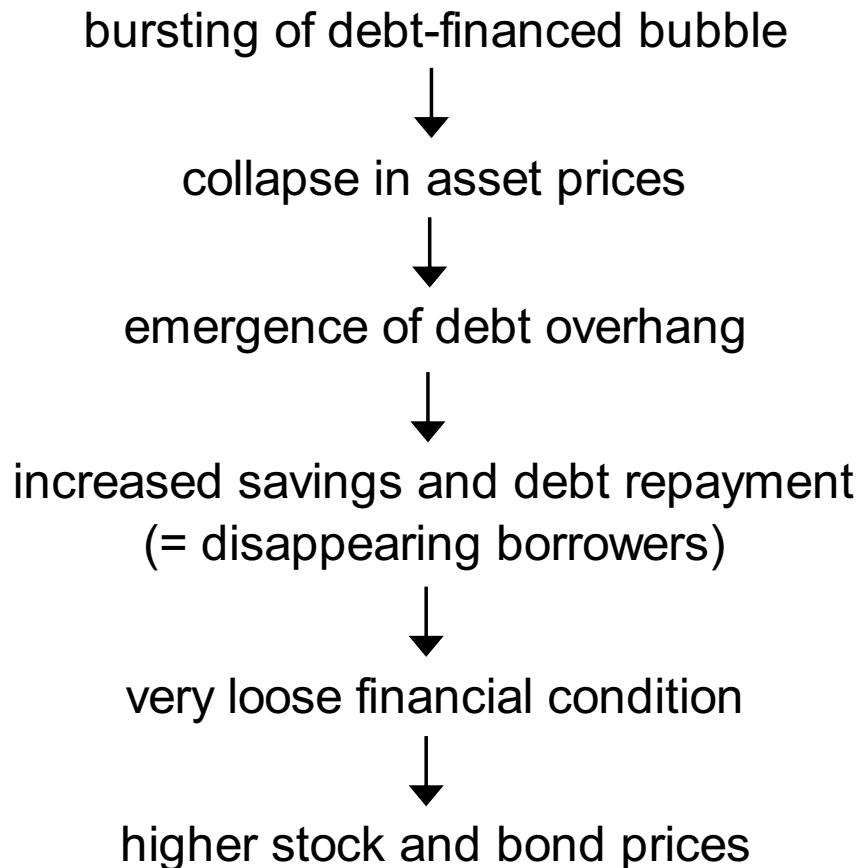 bursting of debt-financed bubble
collapse in asset prices
emergence of debt overhang
increased savings and debt repayment
(= disappearing borrowers)
very loose financial condition
higher stock and bond prices